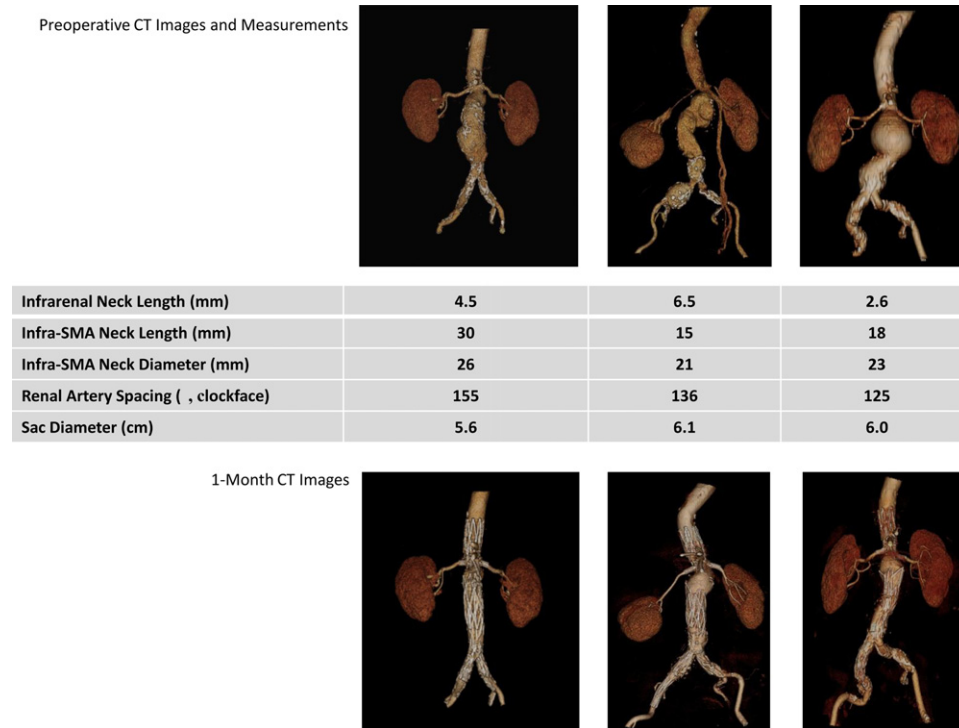 Preoperative CT Images and Measurements
Infrarenal Neck Length (mm) 4.5 6.5 2.6
Infra-SMA Neck Length (mm) 30 15 18
Infra-SMA Neck Diameter (mm) 26 21 23
Renal Artery Spacing ( , clockface) 155 136 125
Sac Diameter (cm) 5.6 6.1 6.0
1-Month CT Images